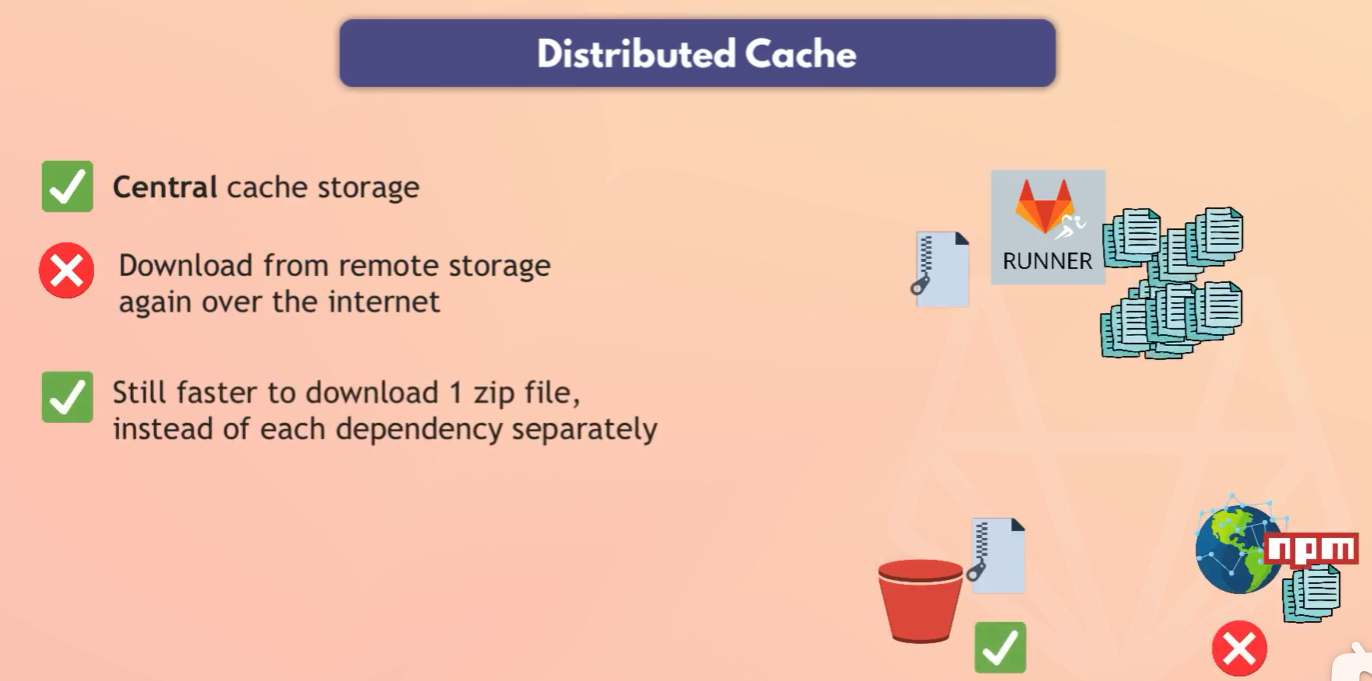 Distributed Cache
Central cache storage
Download from remote storage
again over the internet
Still faster to download 1 zip file,
instead of each dependency separately
RUNNER
npm